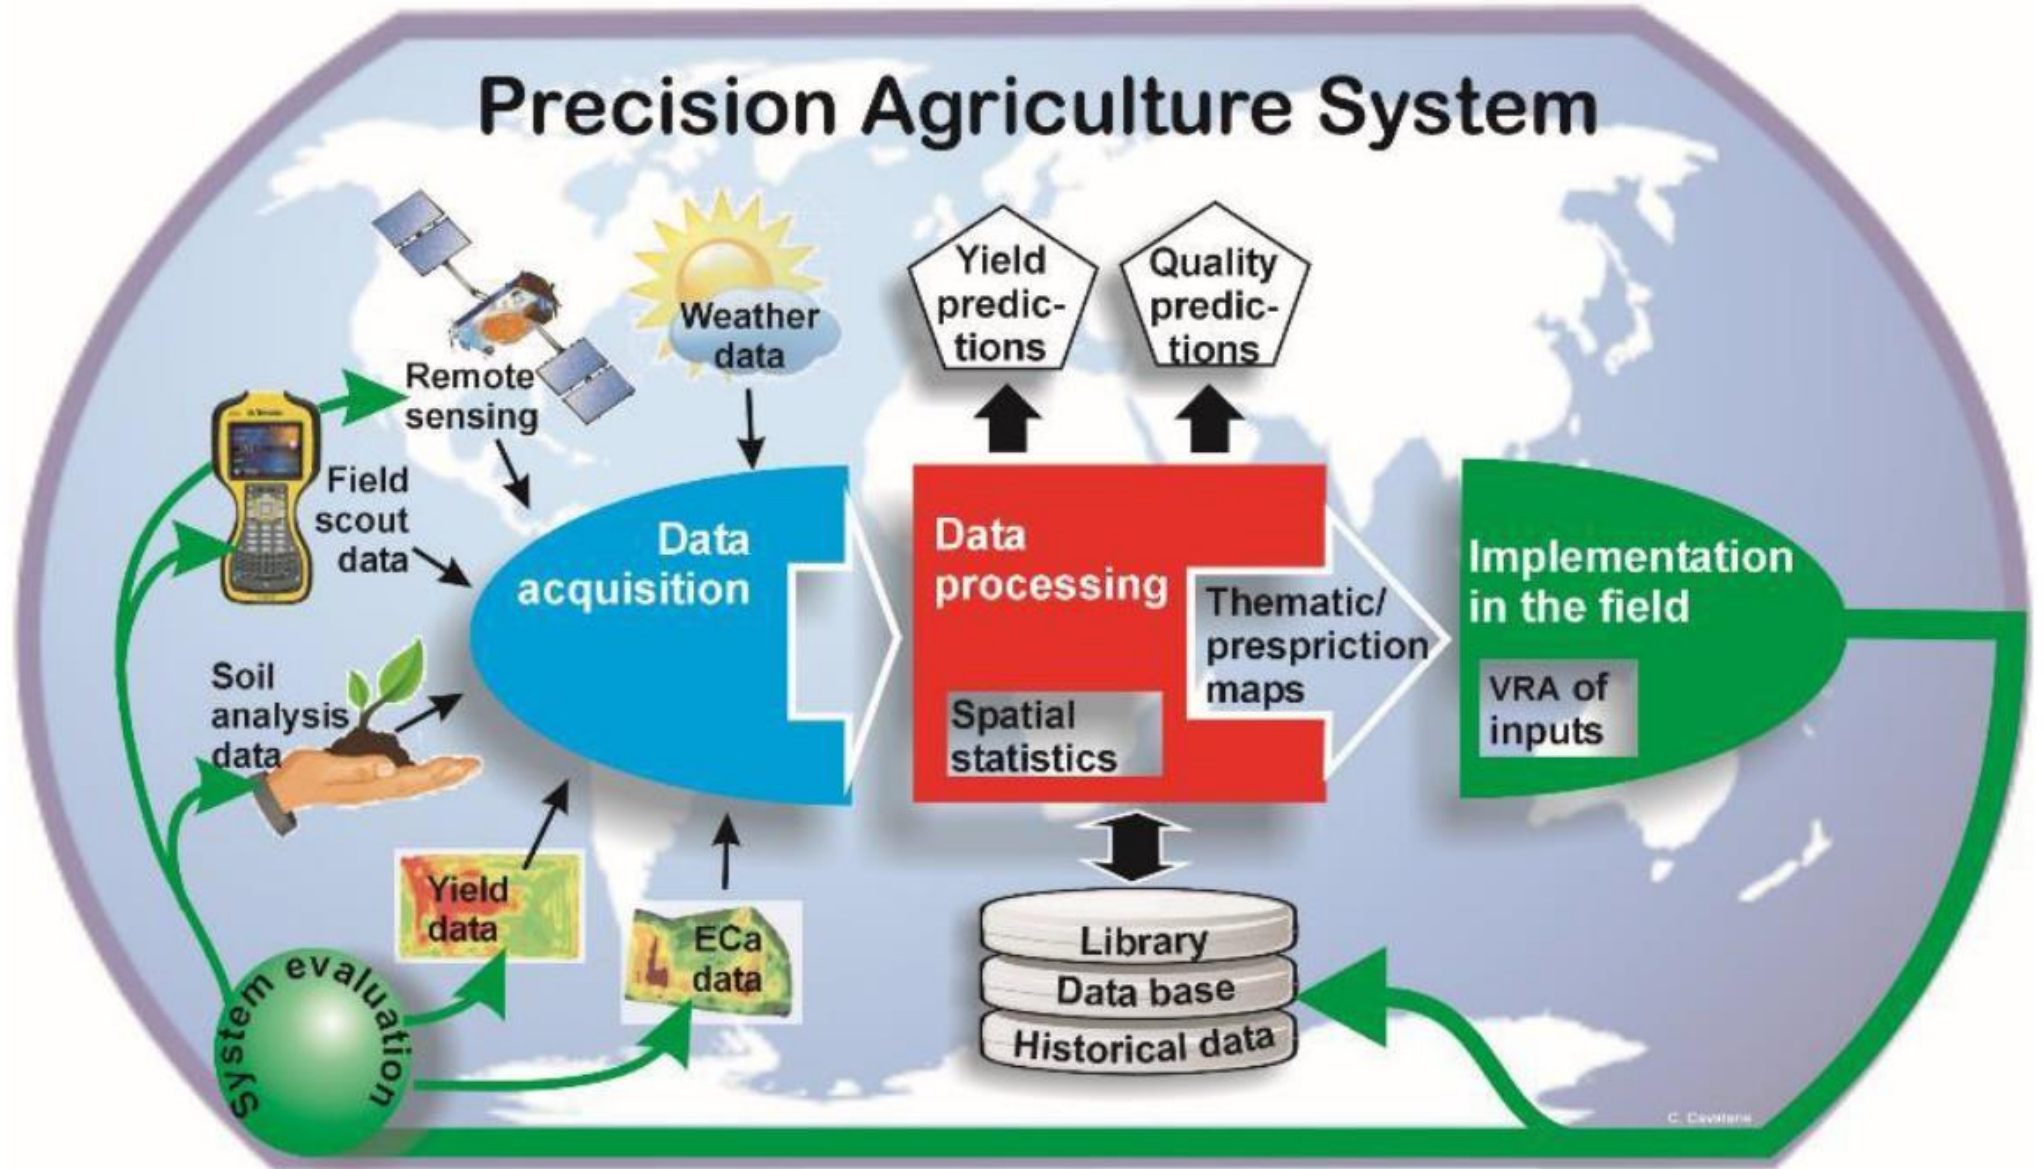 Precision Agriculture System
Remote
sensing
Weather
data
Yield
predic-
tions
Quality
predic-
tions
Field
scout
data
Data
acquisition
Data
processing
Thematic/
prespriction
maps
Spatial
statistics
Implementation
in the field
VRA of
inputs
Soil
analysis
data
Yield
data
ECa
data
Library
Data base
Historical data
System evaluation